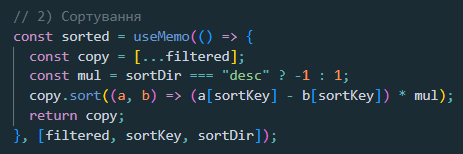 // 2) Сортування
const sorted = useMemo(() => {
  const copy = [...filtered];
  const mul = sortDir === "desc" ? -1 : 1;
  copy.sort((a, b) => (a[sortKey] - b[sortKey]) * mul);
  return copy;
}, [filtered, sortKey, sortDir]);